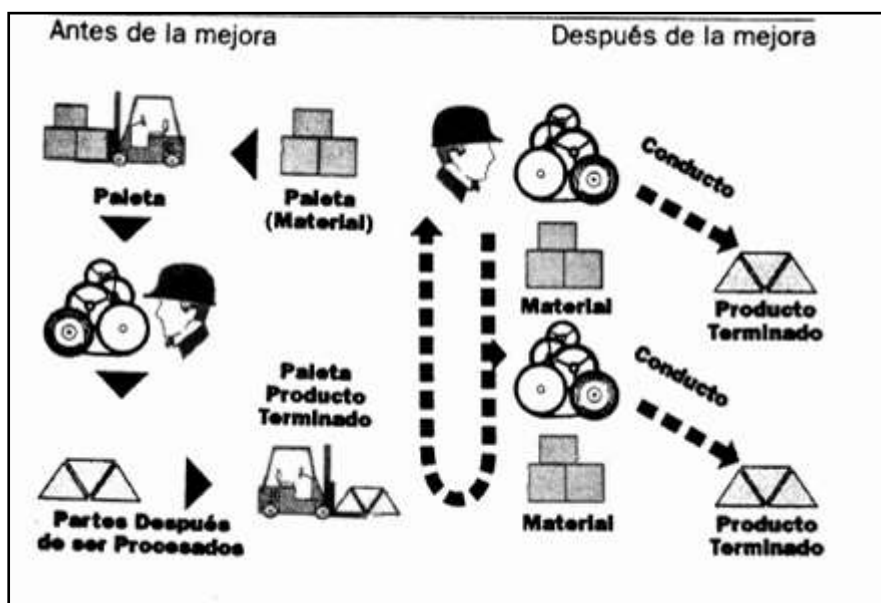 Antes de la mejora
Después de la mejora
Paleta
Paleta
(Material)
Partes Después
de ser Procesados
Paleta
Producto
Terminado
Conducto
Material
Producto
Terminado
Conducto
Material
Producto
Terminado